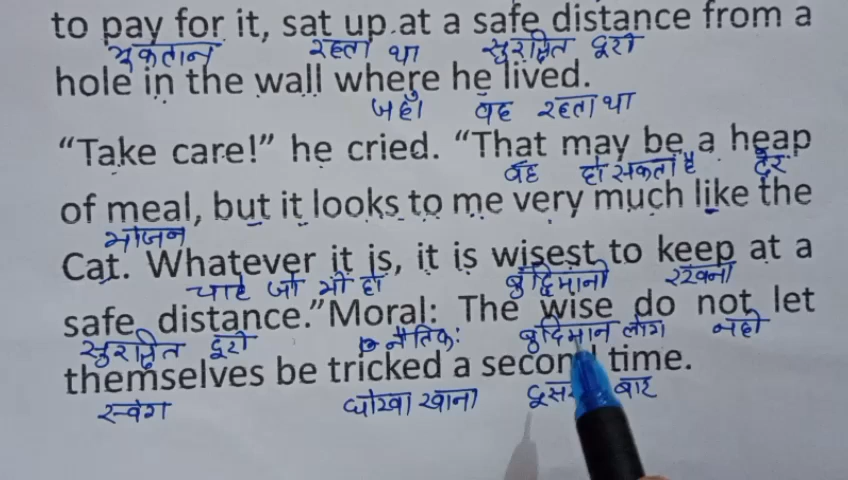 to pay for it, sat up at a safe distance from a
भुकतान रहता था सुरक्षित दूरी
hole in the wall where he lived.
जहाँ वह रहता था
“Take care!” he cried. “That may be a heap
वह हो सकता है ढेर
of meal, but it looks to me very much like the
भोजन
Cat. Whatever it is, it is wisest to keep at a
चाहे जो भी हो बुद्धिमानी रखना
safe distance.”Moral: The wise do not let
सुरक्षित दूरी नैतिक: बुद्धिमान लोग नही
themselves be tricked a second time.
स्वंग धोखा खाना बार